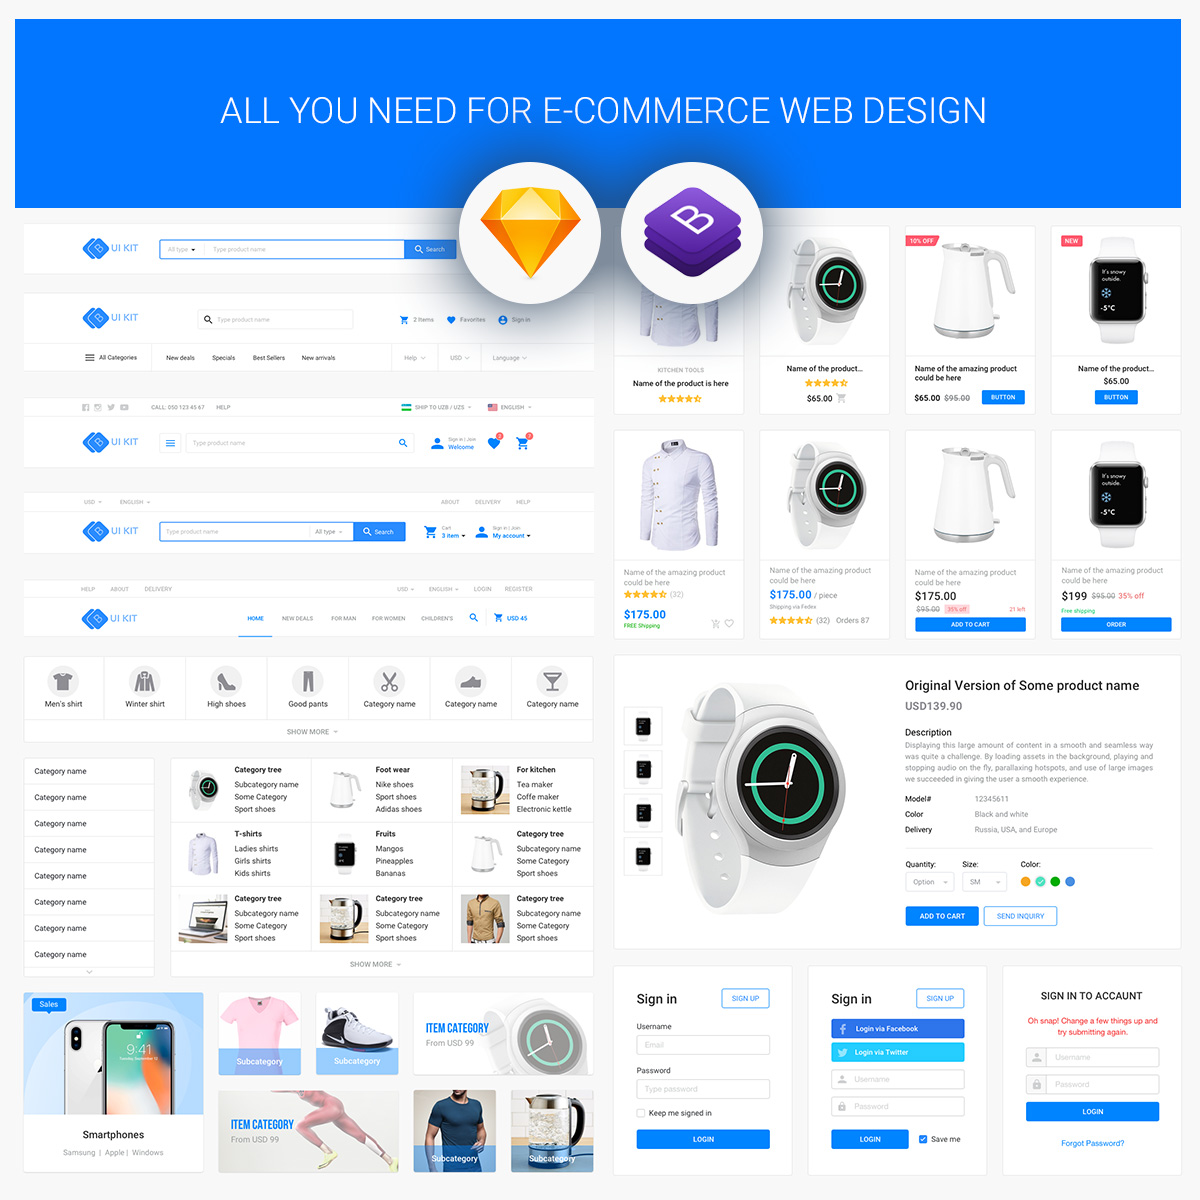 ALL YOU NEED FOR E-COMMERCE WEB DESIGN
B
UI KIT
All type
Type product name
Search
UI KIT
Type product name
2 Items
Favorites
Sign in
All Categories
New deals
Specials
Best Sellers
New arrivals
Help
USD
Language
CALL: 050 123 45 67
HELP
SHIP TO UZB / UZS
ENGLISH
UI KIT
Type product name
Sign in | Join
Welcome
USD
ENGLISH
ABOUT
DELIVERY
HELP
UI KIT
Type product name
All type
Search
Cart
3 item
Sign in | Join
My account
HELP
ABOUT
DELIVERY
USD
ENGLISH
LOGIN
REGISTER
UI KIT
HOME
NEW DEALS
FOR MAN
FOR WOMEN
CHILDREN'S
USD 45
Men's shirt
Winter shirt
High shoes
Good pants
Category name
Category name
Category name
SHOW MORE
Category name
Category name
Category name
Category name
Category name
Category name
Category name
Category name
Category tree
Subcategory name
Some Category
Sport shoes
Foot wear
Nike shoes
Sport shoes
Adidas shoes
For kitchen
Tea maker
Coffe maker
Electronic kettle
T-shirts
Ladies shirts
Girls shirts
Kids shirts
Fruits
Mangos
Pineapples
Bananas
Category tree
Subcategory name
Some Category
Sport shoes
Category tree
Subcategory name
Some Category
Sport shoes
Category tree
Subcategory name
Some Category
Sport shoes
Category tree
Subcategory name
Some Category
Sport shoes
SHOW MORE
Sales
9:41
Smartphones
Samsung | Apple | Windows
Subcategory
Subcategory
ITEM CATEGORY
From USD 99
ITEM CATEGORY
From USD 99
Subcategory
Subcategory
KITCHEN TOOLS
Name of the product is here
Name of the product...
$65.00
10% OFF
Name of the amazing product
could be here
$65.00 $95.00
BUTTON
NEW
It's snowy
outside.
-5°C
Name of the product...
$65.00
BUTTON
Name of the amazing product
could be here
(32)
$175.00
FREE Shipping
Name of the amazing product
could be here
$175.00 / piece
Shipping via Fedex
(32) Orders 87
Name of the amazing product
could be here
$175.00
$95.00 35% off
21 left
ADD TO CART
It's snowy
outside.
-5°C
Name of the amazing product
could be here
$199 $95.00 35% off
Free shipping
ORDER
Original Version of Some product name
USD139.90
Description
Displaying this large amount of content in a smooth and seamless way
was quite a challenge. By loading assets in the background, playing and
stopping audio on the fly, parallaxing hotspots, and use of large images
we succeeded in giving the user a smooth experience.
Model# 12345611
Color Black and white
Delivery Russia, USA, and Europe
Quantity: Size: Color:
Option SM
ADD TO CART
SEND INQUIRY
Sign in
SIGN UP
Username
Email
Password
Type password
Keep me signed in
LOGIN
Sign in
SIGN UP
Login via Facebook
Login via Twitter
Username
Password
LOGIN
Save me
SIGN IN TO ACCAUNT
Oh snap! Change a few things up and
try submitting again.
Username
Password
LOGIN
Forgot Password?